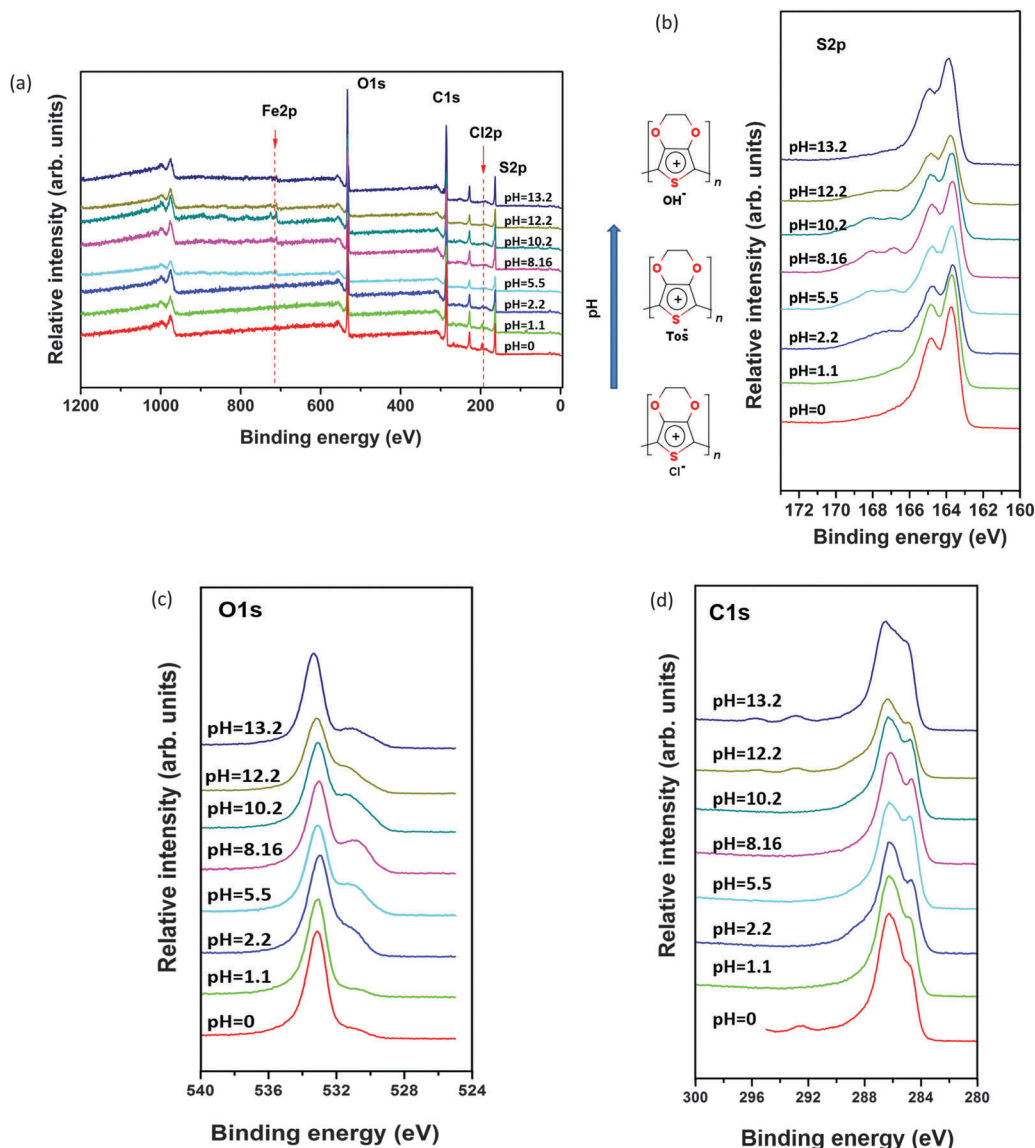 (a)
Relative intensity (arb. units)
Fe2p
O1s
C1s
Cl2p
S2p
pH=13.2
pH=12.2
pH=10.2
pH=8.16
pH=5.5
pH=2.2
pH=1.1
pH=0
1200 1000 800 600 400 200 0
Binding energy (eV)
(b)
O O
+
S n
OH-
O O
+
S n
Tos-
O O
+
S n
Cl-
pH
S2p
Relative intensity (arb. units)
pH=13.2
pH=12.2
pH=10.2
pH=8.16
pH=5.5
pH=2.2
pH=1.1
pH=0
172 170 168 166 164 162 160
Binding energy (eV)
(c)
O1s
Relative intensity (arb. units)
pH=13.2
pH=12.2
pH=10.2
pH=8.16
pH=5.5
pH=2.2
pH=1.1
pH=0
540 536 532 528 524
Binding energy (eV)
(d)
C1s
Relative intensity (arb. units)
pH=13.2
pH=12.2
pH=10.2
pH=8.16
pH=5.5
pH=2.2
pH=1.1
pH=0
300 296 292 288 284 280
Binding energy (eV)